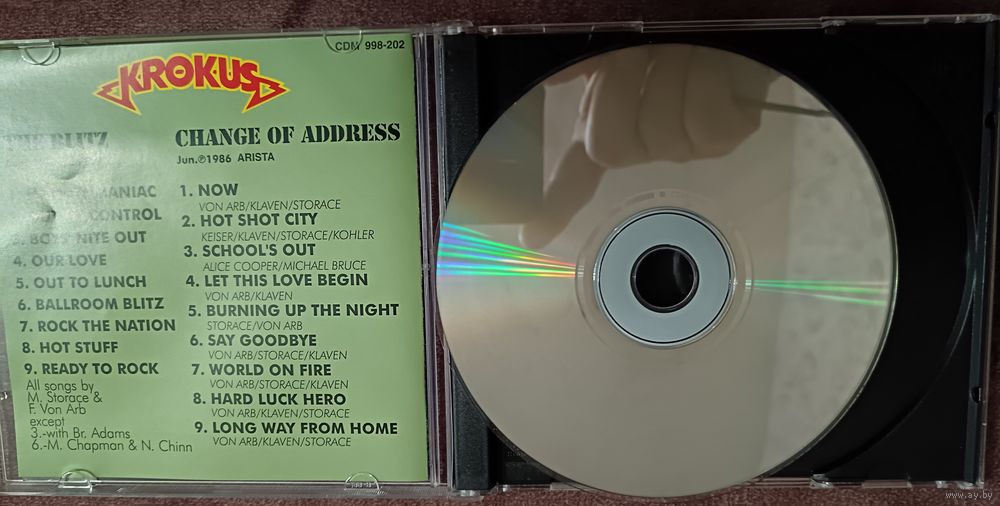 CDM 998-202
KROKUS
THE BLITZ
MANIAC
CONTROL
BOYS NITE OUT
4. OUR LOVE
5. OUT TO LUNCH
6. BALLROOM BLITZ
7. ROCK THE NATION
8. HOT STUFF
9. READY TO ROCK
All songs by
M. Storace &
F. Von Arb
except
3.-with Br. Adams
6.-M. Chapman & N. Chinn
CHANGE OF ADDRESS
Jun.℗1986 ARISTA
1. NOW
VON ARB/KLAVEN/STORACE
2. HOT SHOT CITY
KEISER/KLAVEN/STORACE/KOHLER
3. SCHOOL'S OUT
ALICE COOPER/MICHAEL BRUCE
4. LET THIS LOVE BEGIN
VON ARB/KLAVEN
5. BURNING UP THE NIGHT
STORACE/VON ARB
6. SAY GOODBYE
VON ARB/STORACE/KLAVEN
7. WORLD ON FIRE
VON ARB/STORACE/KLAVEN
8. HARD LUCK HERO
VON ARB/KLAVEN/STORACE
9. LONG WAY FROM HOME
VON ARB/KLAVEN/STORACE
www.ay.by